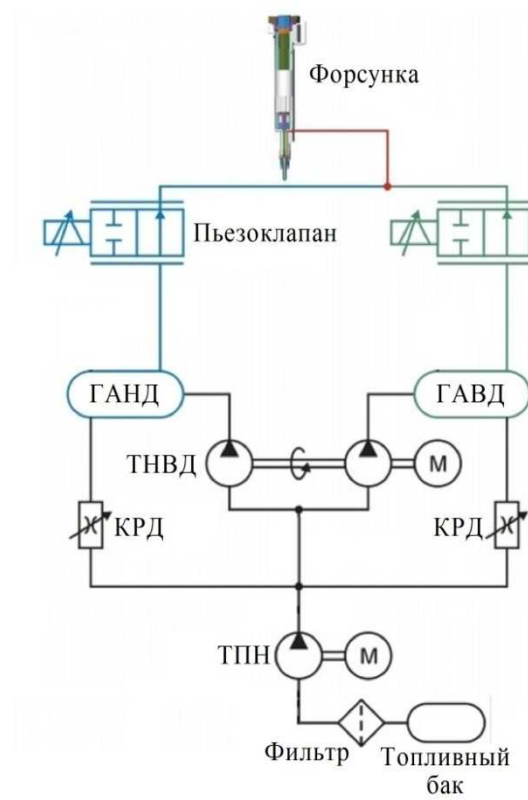 Форсунка
Пьезоклапан
ГАНД
ГАВД
ТНВД
M
КРД
КРД
ТПН
M
Фильтр
Топливный
бак